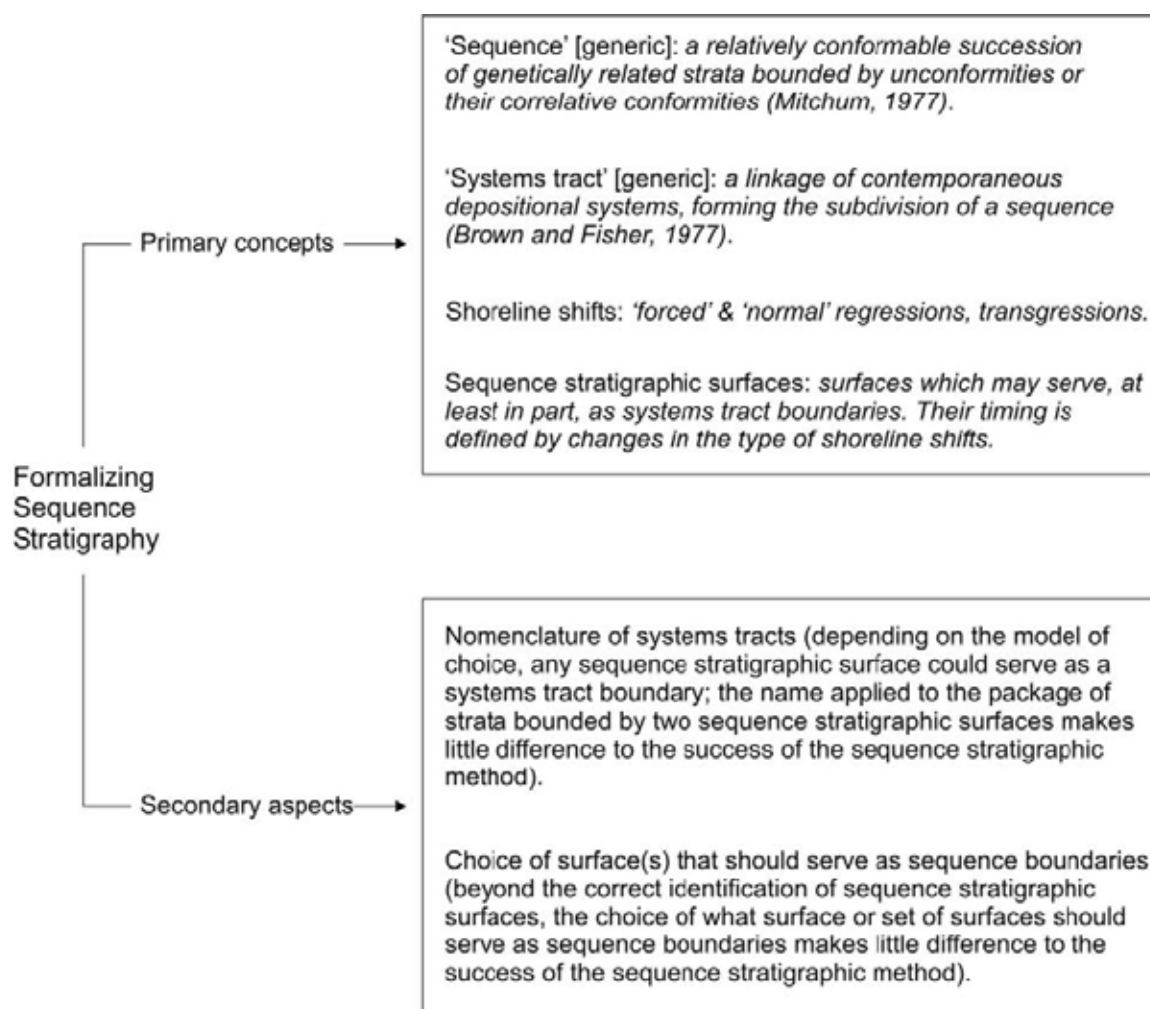 ‘Sequence’ [generic]: a relatively conformable succession
of genetically related strata bounded by unconformities or
their correlative conformities (Mitchum, 1977).
‘Systems tract’ [generic]: a linkage of contemporaneous
depositional systems, forming the subdivision of a sequence
(Brown and Fisher, 1977).
Primary concepts
Shoreline shifts: ‘forced’ & ‘normal’ regressions, transgressions.
Sequence stratigraphic surfaces: surfaces which may serve, at
least in part, as systems tract boundaries. Their timing is
defined by changes in the type of shoreline shifts.
Formalizing
Sequence
Stratigraphy
Nomenclature of systems tracts (depending on the model of
choice, any sequence stratigraphic surface could serve as a
systems tract boundary; the name applied to the package of
strata bounded by two sequence stratigraphic surfaces makes
little difference to the success of the sequence stratigraphic
method).
Secondary aspects
Choice of surface(s) that should serve as sequence boundaries
(beyond the correct identification of sequence stratigraphic
surfaces, the choice of what surface or set of surfaces should
serve as sequence boundaries makes little difference to the
success of the sequence stratigraphic method).